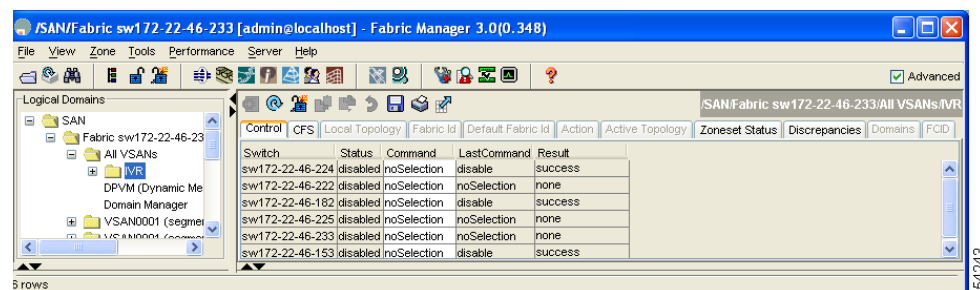 /SAN/Fabric sw172-22-46-233 [admin@localhost] - Fabric Manager 3.0(0.348)
File View Zone Tools Performance Server Help
Advanced
Logical Domains
/SAN/Fabric sw172-22-46-233/All VSANs/IVR
SAN
Fabric sw172-22-46-23
All VSANs
IVR
DPVM (Dynamic Me
Domain Manager
VSAN0001 (segmen
VSAN0001 (segmen
Control CFS Local Topology Fabric Id Default Fabric Id Action Active Topology Zoneset Status Discrepancies Domains FCID
Switch Status Command LastCommand Result
sw172-22-46-224 disabled noSelection disable success
sw172-22-46-222 disabled noSelection noSelection none
sw172-22-46-182 disabled noSelection disable success
sw172-22-46-225 disabled noSelection noSelection none
sw172-22-46-233 disabled noSelection noSelection none
sw172-22-46-153 disabled noSelection disable success
6 rows